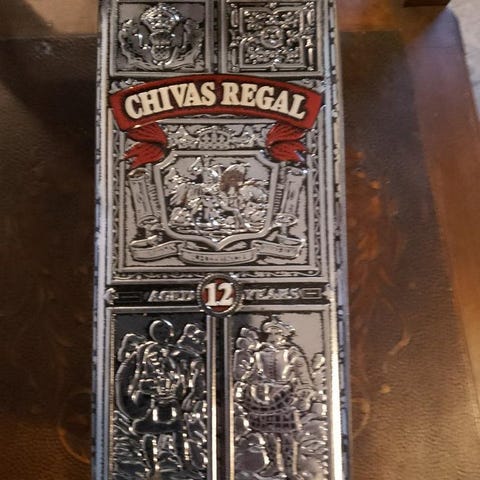 CHIVAS REGAL
AGED 12 YEARS